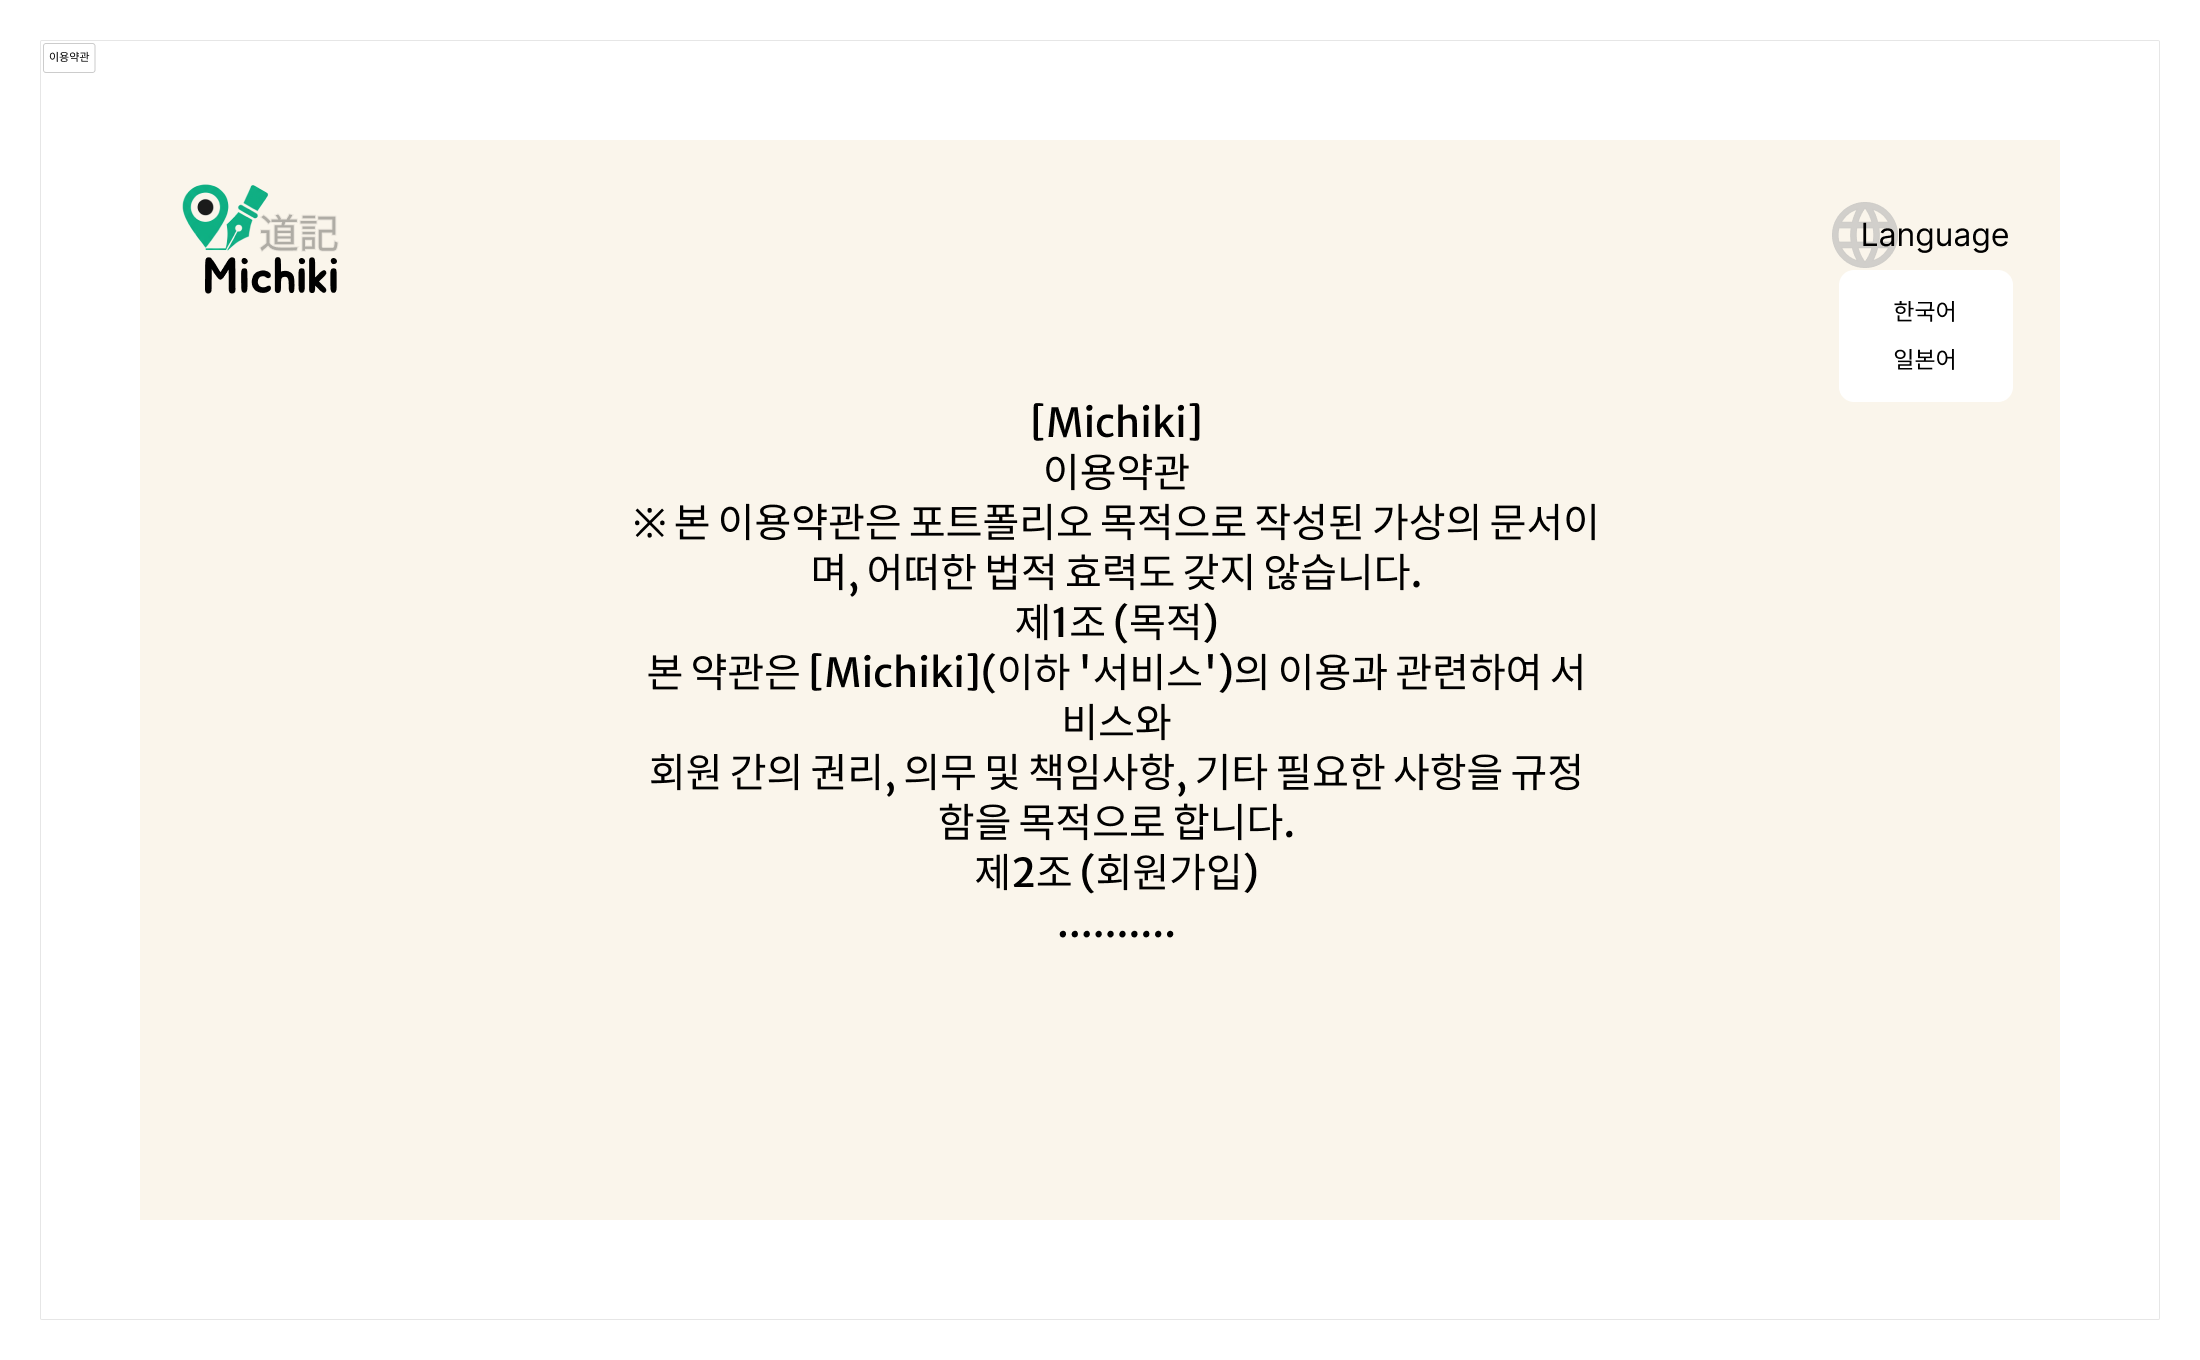 이용약관
道記
Michiki
Language
한국어
일본어
[Michiki]
이용약관
※ 본 이용약관은 포트폴리오 목적으로 작성된 가상의 문서이
며, 어떠한 법적 효력도 갖지 않습니다.
제1조 (목적)
본 약관은 [Michiki](이하 '서비스')의 이용과 관련하여 서
비스와
회원 간의 권리, 의무 및 책임사항, 기타 필요한 사항을 규정
함을 목적으로 합니다.
제2조 (회원가입)
..........